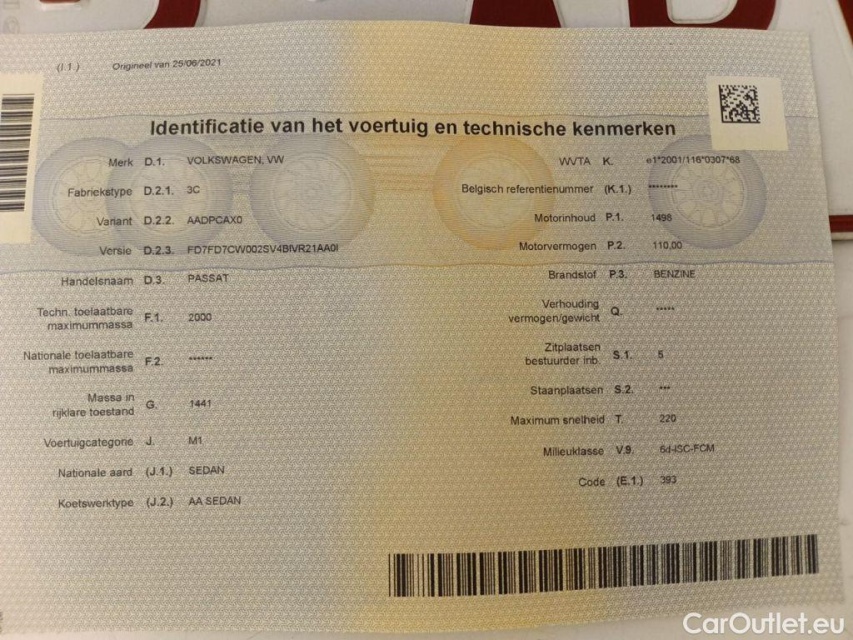 (I.1.) Origineel van 25/06/2021
Identificatie van het voertuig en technische kenmerken
Merk D.1. VOLKSWAGEN, VW
Fabriekstype D.2.1. 3C
Variant D.2.2. AADPCAX0
Versie D.2.3. FD7FD7CW002SV4BIVR21AA0I
Handelsnaam D.3. PASSAT
Techn. toelaatbare
maximummassa F.1. 2000
Nationale toelaatbare
maximummassa F.2. ******
Massa in
rijklare toestand G. 1441
Voertuigcategorie J. M1
Nationale aard (J.1.) SEDAN
Koetswerktype (J.2.) AA SEDAN
WVTA K. e1*2001/116*0307*68
Belgisch referentienummer (K.1.) ********
Motorinhoud P.1. 1498
Motorvermogen P.2. 110,00
Brandstof P.3. BENZINE
Verhouding
vermogen/gewicht Q. *****
Zitplaatsen
bestuurder inb. S.1. 5
Staanplaatsen S.2. ***
Maximum snelheid T. 220
Milieuklasse V.9. 6d-ISC-FCM
Code (E.1.) 393
CarOutlet.eu